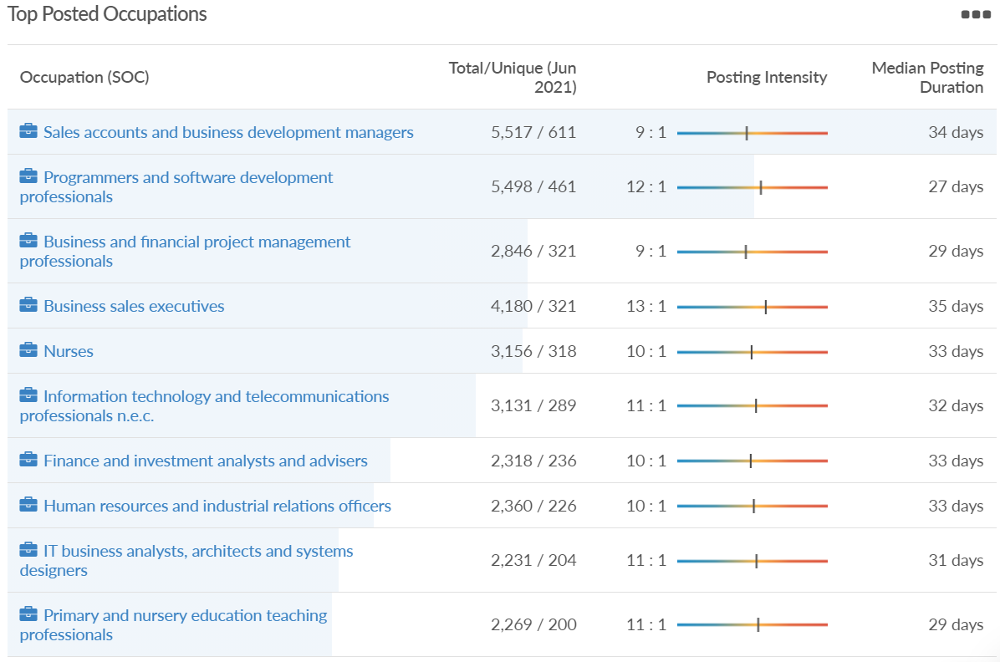 Top Posted Occupations
Occupation (SOC) Total/Unique (Jun 2021) Posting Intensity Median Posting Duration
Sales accounts and business development managers 5,517 / 611 9 : 1 34 days
Programmers and software development professionals 5,498 / 461 12 : 1 27 days
Business and financial project management professionals 2,846 / 321 9 : 1 29 days
Business sales executives 4,180 / 321 13 : 1 35 days
Nurses 3,156 / 318 10 : 1 33 days
Information technology and telecommunications professionals n.e.c. 3,131 / 289 11 : 1 32 days
Finance and investment analysts and advisers 2,318 / 236 10 : 1 33 days
Human resources and industrial relations officers 2,360 / 226 10 : 1 33 days
IT business analysts, architects and systems designers 2,231 / 204 11 : 1 31 days
Primary and nursery education teaching professionals 2,269 / 200 11 : 1 29 days